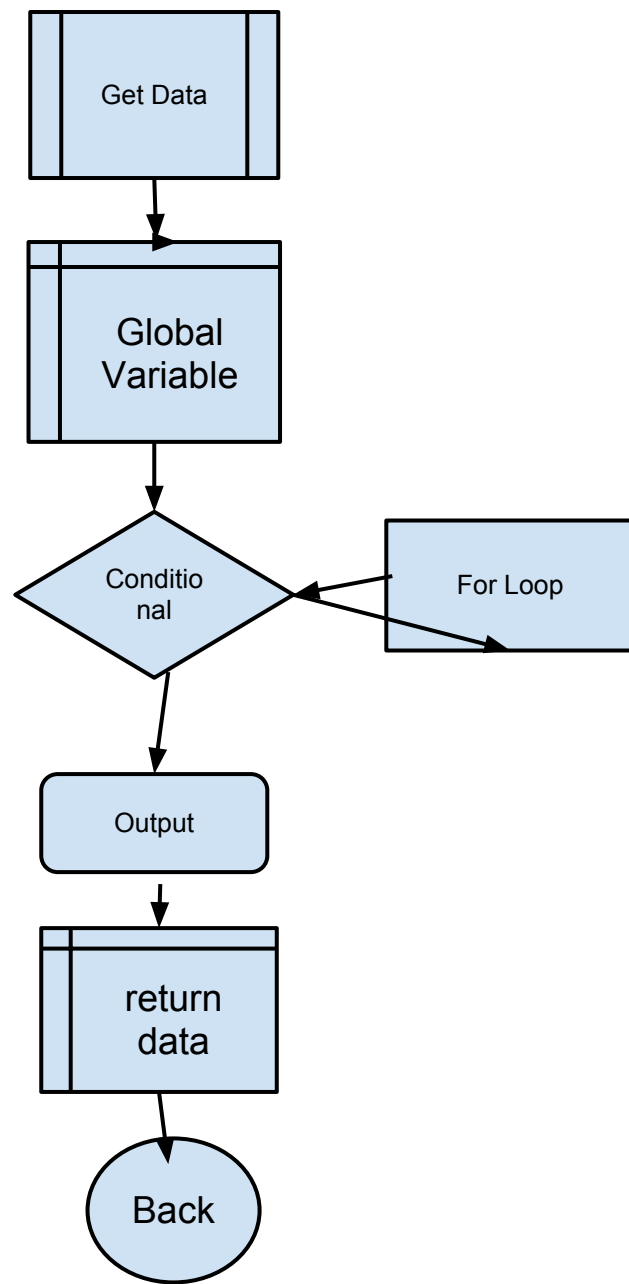 Get Data
Global
Variable
Conditio
nal
For Loop
Output
return
data
Back